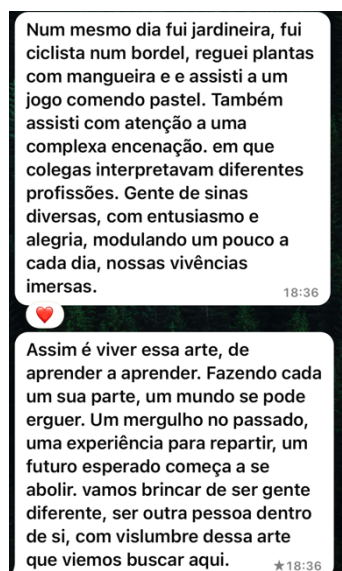 Num mesmo dia fui jardineira, fui
ciclista num bordel, reguei plantas
com mangueira e e assisti a um
jogo comendo pastel. Também
assisti com atenção a uma
complexa encenação. em que
colegas interpretavam diferentes
profissões. Gente de sinas
diversas, com entusiasmo e
alegria, modulando um pouco a
cada dia, nossas vivências
imersas.
18:36
Assim é viver essa arte, de
aprender a aprender. Fazendo cada
um sua parte, um mundo se pode
erguer. Um mergulho no passado,
uma experiência para repartir, um
futuro esperado começa a se
abolir. vamos brincar de ser gente
diferente, ser outra pessoa dentro
de si, com vislumbre dessa arte
que viemos buscar aqui.
★18:36